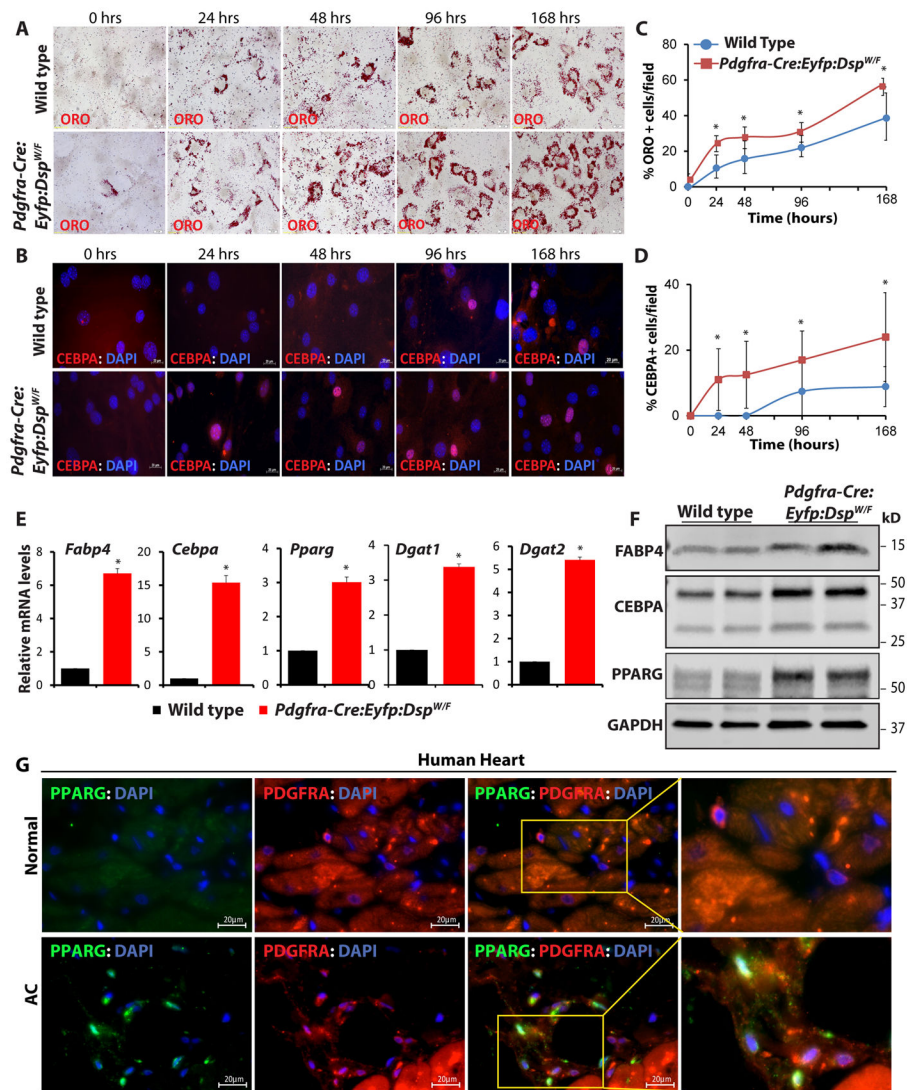 A
0 hrs 24 hrs 48 hrs 96 hrs 168 hrs
Wild type
ORO ORO ORO ORO ORO
Pdgfra-Cre:
Eyfp:Dsp^W/F
ORO ORO ORO ORO ORO
B
0 hrs 24 hrs 48 hrs 96 hrs 168 hrs
Wild type
CEBPA: DAPI CEBPA: DAPI CEBPA: DAPI CEBPA: DAPI CEBPA: DAPI
Pdgfra-Cre:
Eyfp:Dsp^W/F
CEBPA: DAPI CEBPA: DAPI CEBPA: DAPI CEBPA: DAPI CEBPA: DAPI
C
Wild Type
Pdgfra-Cre:Eyfp:Dsp^W/F
% ORO + cells/field
80
60
40
20
0
* * * *
0 24 48 96 168
Time (hours)
D
% CEBPA+ cells/field
40
20
0
* * * *
0 24 48 96 168
Time (hours)
E
Relative mRNA levels
Fabp4
8
6
4
2
0
*
Cebpa
20
15
10
5
0
*
Pparg
4
3
2
1
0
*
Dgat1
4
3
2
1
0
*
Dgat2
6
5
4
3
2
1
0
*
Wild type Pdgfra-Cre:Eyfp:Dsp^W/F
F
Wild type
Pdgfra-Cre:
Eyfp:Dsp^W/F
kD
FABP4
15
CEBPA
50
37
25
PPARG
50
GAPDH
37
G
Human Heart
Normal
PPARG: DAPI PDGFRA: DAPI PPARG: PDGFRA: DAPI
20μm 20μm 20μm
AC
PPARG: DAPI PDGFRA: DAPI PPARG: PDGFRA: DAPI
20μm 20μm 20μm